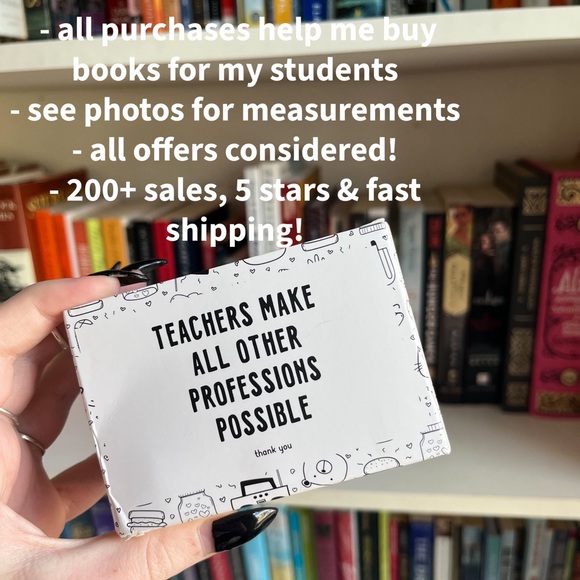 - all purchases help me buy
books for my students
- see photos for measurements
- all offers considered!
- 200+ sales, 5 stars & fast
shipping!
TEACHERS MAKE
ALL OTHER
PROFESSIONS
POSSIBLE
thank you